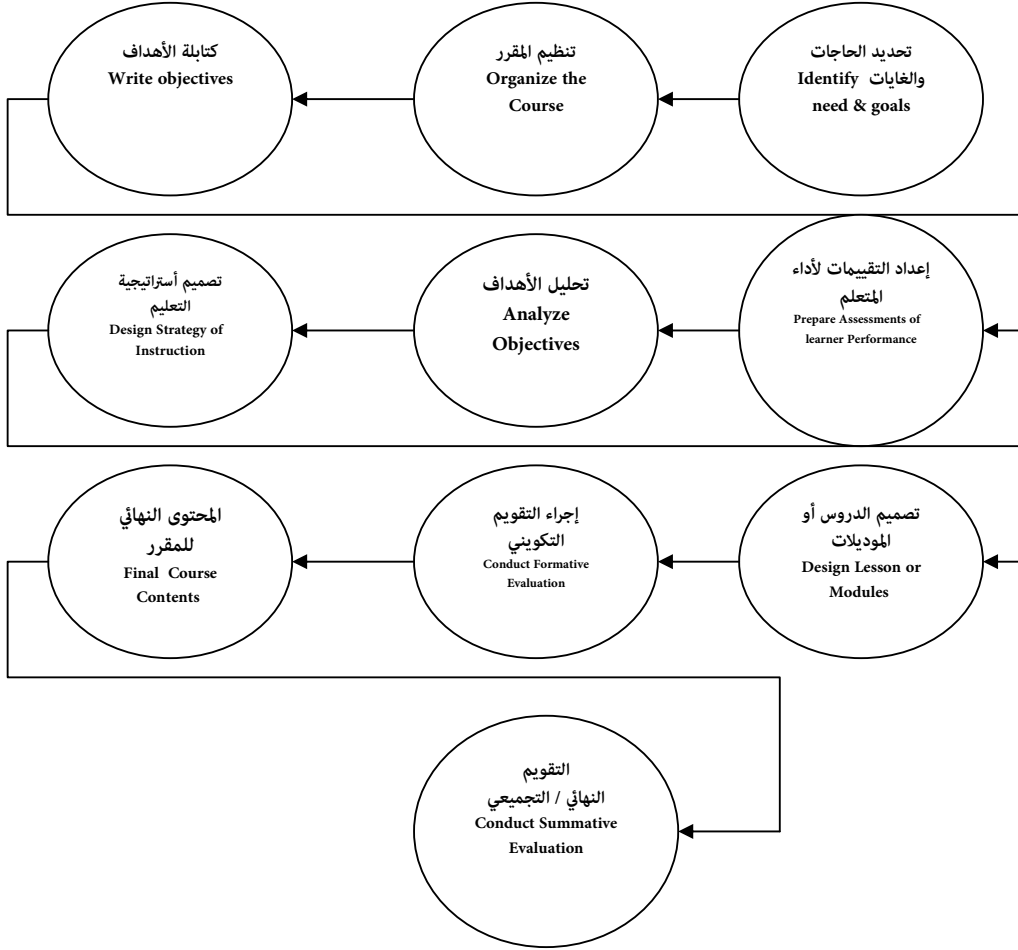 تحديد الحاجات
والغايات Identify
need & goals
تنظيم المقرر
Organize the
Course
كتابلة الأهداف
Write objectives
إعداد التقييمات لأداء
المتعلم
Prepare Assessments of
learner Performance
تحليل الأهداف
Analyze
Objectives
تصميم أستراتيجية
التعليم
Design Strategy of
Instruction
تصميم الدروس أو
الموديلات
Design Lesson or
Modules
إجراء التقويم
التكويني
Conduct Formative
Evaluation
المحتوى النهائي
للمقرر
Final Course
Contents
التقويم
النهائي / التجميعي
Conduct Summative
Evaluation